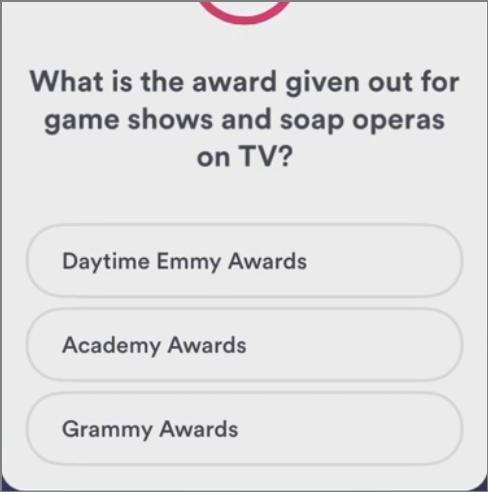 What is the award given out for
game shows and soap operas
on TV?
Daytime Emmy Awards
Academy Awards
Grammy Awards